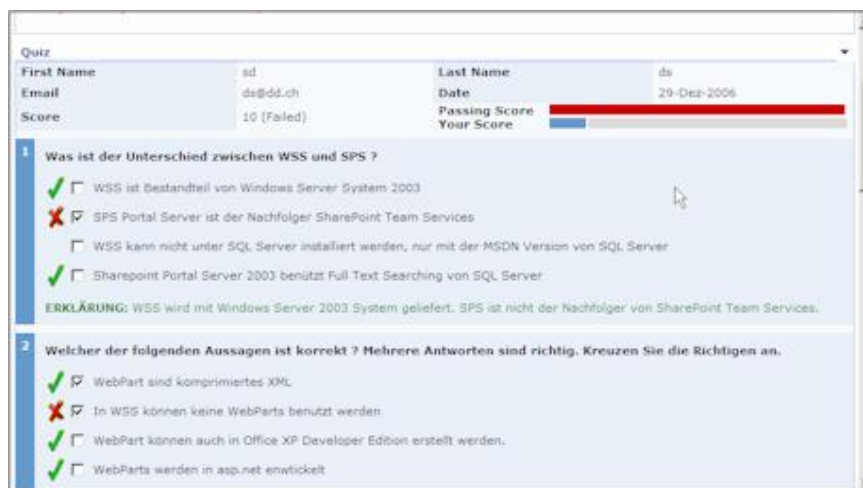 Quiz
First Name sd Last Name ds
Email ds@dd.ch Date 29-Dez-2006
Score 10 (Failed) Passing Score
Your Score
1 Was ist der Unterschied zwischen WSS und SPS ?
WSS ist Bestandteil von Windows Server System 2003
SPS Portal Server ist der Nachfolger SharePoint Team Services
WSS kann nicht unter SQL Server installiert werden, nur mit der MSDN Version von SQL Server
Sharepoint Portal Server 2003 benützt Full Text Searching von SQL Server
ERKLÄRUNG: WSS wird mit Windows Server 2003 System geliefert. SPS ist nicht der Nachfolger von SharePoint Team Services.
2 Welcher der folgenden Aussagen ist korrekt ? Mehrere Antworten sind richtig. Kreuzen Sie die Richtigen an.
WebPart sind komprimiertes XML
In WSS können keine WebParts benutzt werden
WebPart können auch in Office XP Developer Edition erstellt werden.
WebParts werden in asp.net enwtickelt